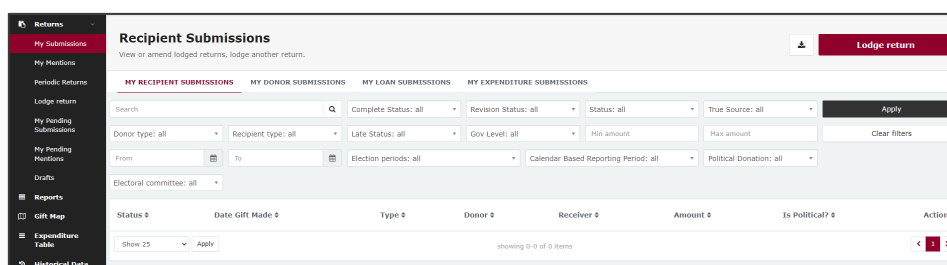 Returns
My Submissions
My Mentions
Periodic Returns
Lodge return
My Pending
Submissions
My Pending
Mentions
Drafts
Reports
Gift Map
Expenditure
Table
Historical Data
Recipient Submissions
View or amend lodged returns, lodge another return.
Lodge return
MY RECIPIENT SUBMISSIONS MY DONOR SUBMISSIONS MY LOAN SUBMISSIONS MY EXPENDITURE SUBMISSIONS
Search Complete Status: all Revision Status: all Status: all True Source: all Apply
Donor type: all Recipient type: all Late Status: all Gov Level: all Min amount Max amount Clear filters
From To Election periods: all Calendar Based Reporting Period: all Political Donation: all
Electoral committee: all
Status Date Gift Made Type Donor Receiver Amount Is Political? Action
Show 25 Apply showing 0-0 of 0 items 1